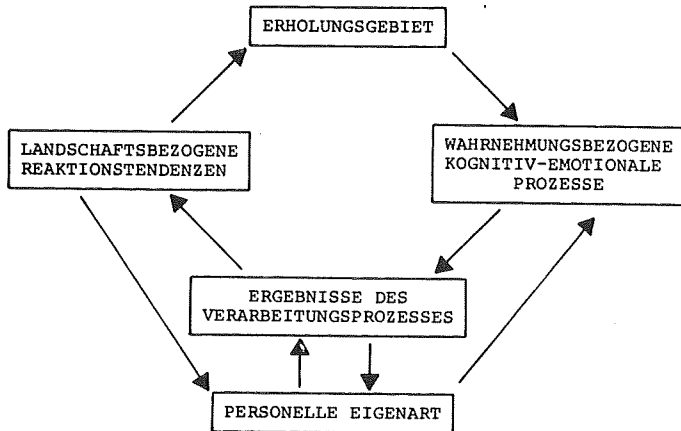 ERHOLUNGSGEBIET
LANDSCHAFTSBEZOGENE
REAKTIONSTENDENZEN
WAHRNEHMUNGSBEZOGENE
KOGNITIV-EMOTIONALE
PROZESSE
ERGEBNISSE DES
VERARBEITUNGSPROZESSES
PERSONELLE EIGENART